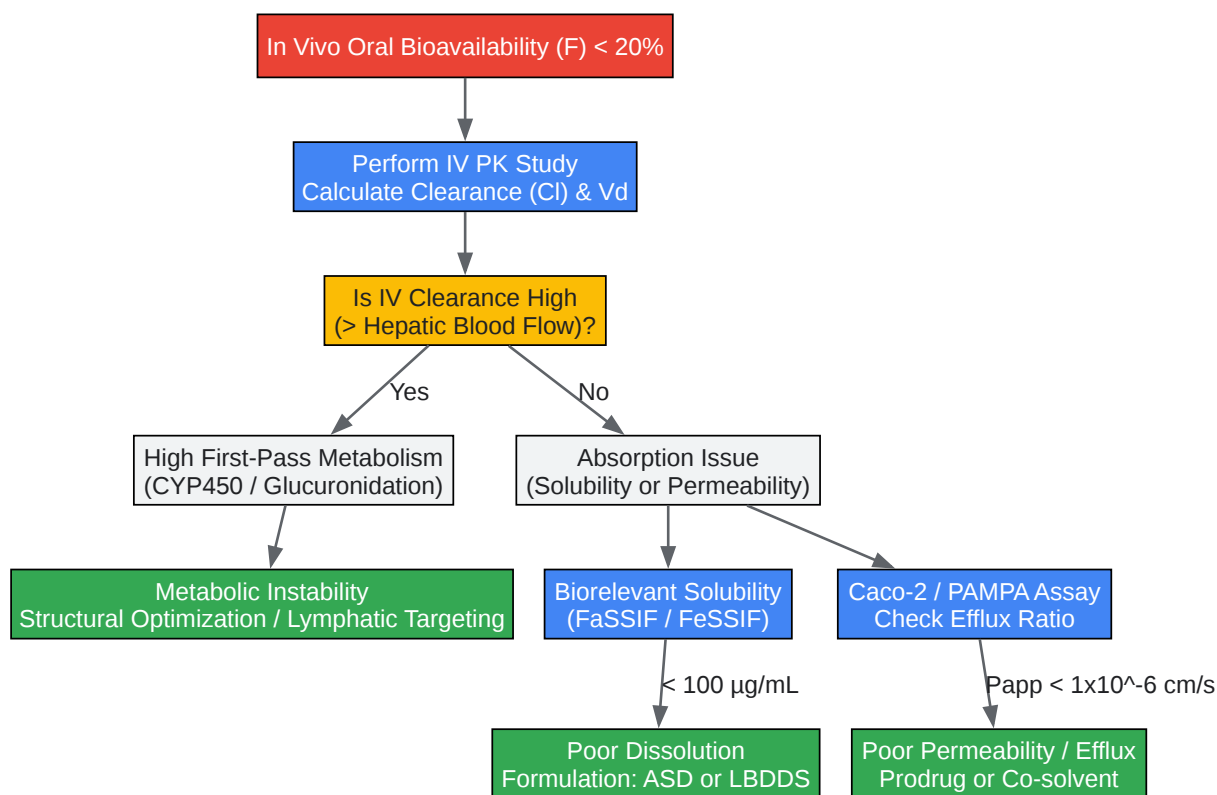 In Vivo Oral Bioavailability (F) < 20%
Perform IV PK Study
Calculate Clearance (Cl) & Vd
Is IV Clearance High
(> Hepatic Blood Flow)?
Yes
No
High First-Pass Metabolism
(CYP450 / Glucuronidation)
Absorption Issue
(Solubility or Permeability)
Metabolic Instability
Structural Optimization / Lymphatic Targeting
Biorelevant Solubility
(FaSSIF / FeSSIF)
Caco-2 / PAMPA Assay
Check Efflux Ratio
< 100 µg/mL
Papp < 1x10^-6 cm/s
Poor Dissolution
Formulation: ASD or LBDDS
Poor Permeability / Efflux
Prodrug or Co-solvent